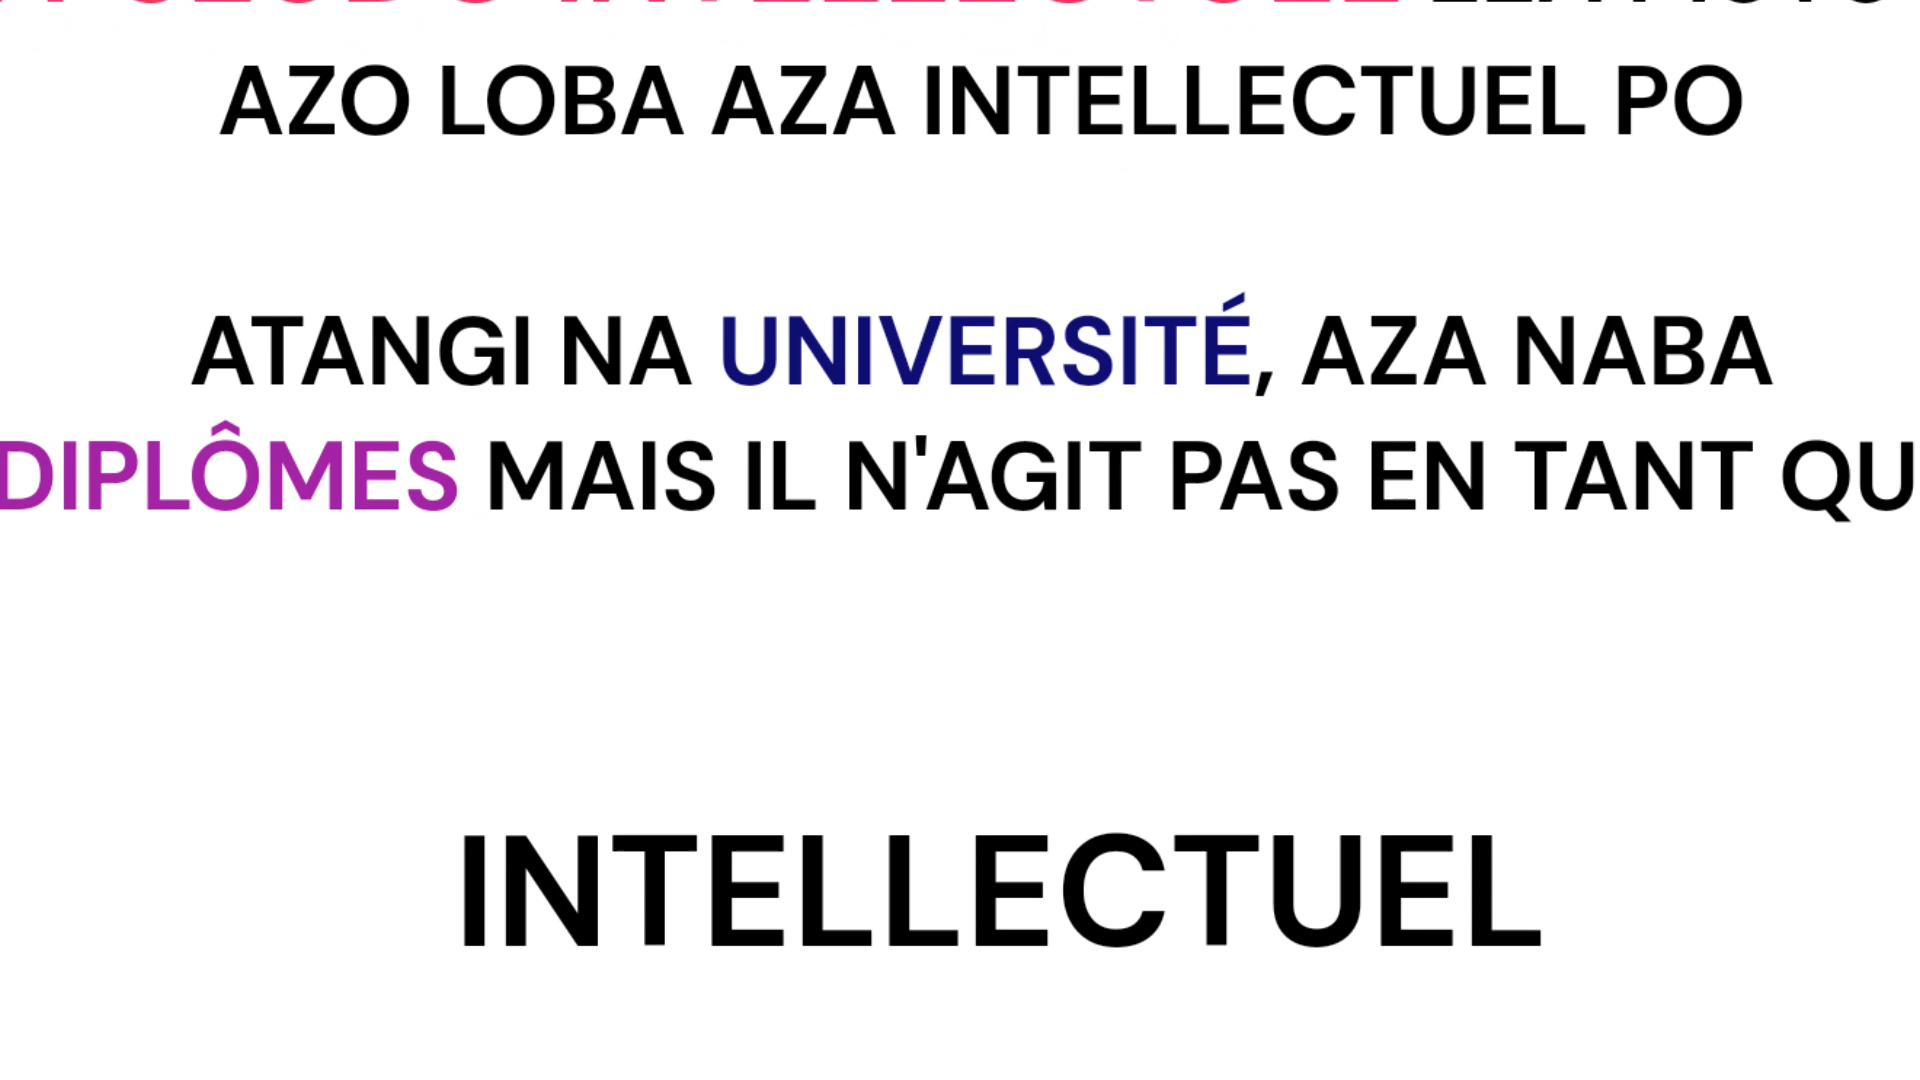 AZO LOBA AZA INTELLECTUEL PO
ATANGI NA UNIVERSITÉ, AZA NABA
DIPLÔMES MAIS IL N'AGIT PAS EN TANT QU
INTELLECTUEL